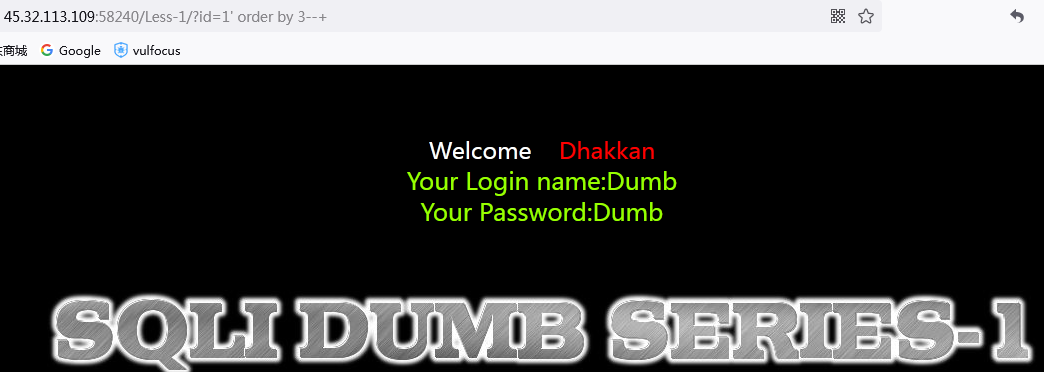 45.32.113.109:58240/Less-1/?id=1' order by 3--+
商城 Google vulfocus
Welcome Dhakkan
Your Login name:Dumb
Your Password:Dumb
SQLI DUMB SERIES-1